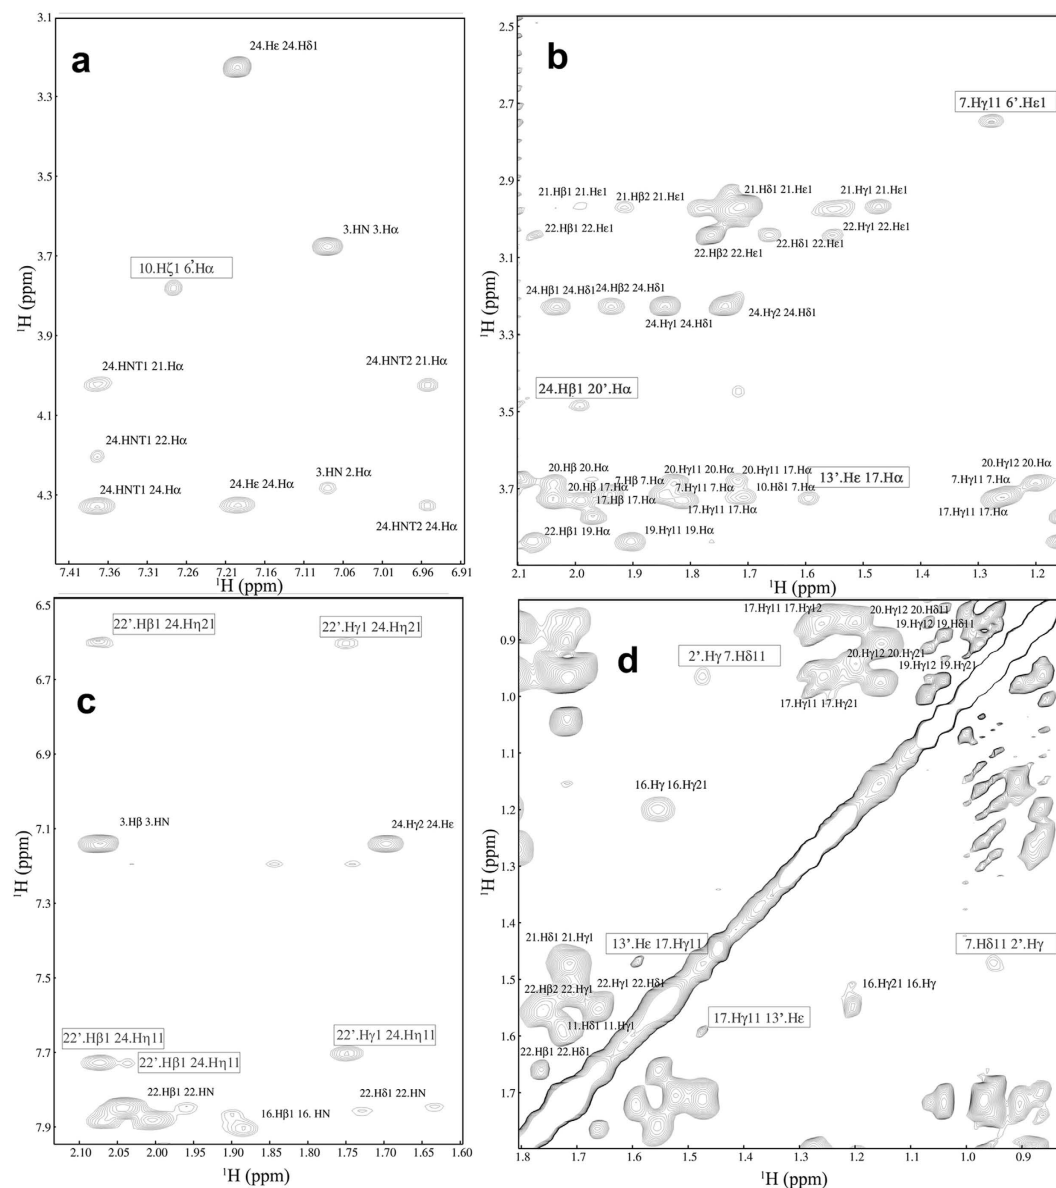 a
3.1
3.3
3.5
3.7
3.9
4.1
4.3
¹H (ppm)
24.Hε 24.Hδ1
3.HN 3.Hα
10.Hζ1 6'.Hα
24.HNT1 21.Hα
24.HNT2 21.Hα
24.HNT1 22.Hα
24.HNT1 24.Hα
24.Hε 24.Hα
3.HN 2.Hα
24.HNT2 24.Hα
7.41 7.36 7.31 7.26 7.21 7.16 7.11 7.06 7.01 6.96 6.91
¹H (ppm)
b
2.5
2.7
2.9
3.1
3.3
3.5
3.7
¹H (ppm)
7.Hγ11 6'.Hε1
21.Hβ1 21.Hε1
21.Hβ2 21.Hε1
21.Hδ1 21.Hε1
21.Hγ1 21.Hε1
22.Hβ1 22.Hε1
22.Hβ2 22.Hε1
22.Hδ1 22.Hε1
22.Hγ1 22.Hε1
24.Hβ1 24.Hδ1
24.Hβ2 24.Hδ1
24.Hγ1 24.Hδ1
24.Hγ2 24.Hδ1
24.Hβ1 20'.Hα
20.Hβ 20.Hα
7.Hβ 7.Hα
20.Hγ11 20.Hα
20.Hγ11 17.Hα
13'.Hε 17.Hα
20.Hγ12 20.Hα
20.Hβ 17.Hα
17.Hβ 17.Hα
7.Hγ11 7.Hα
10.Hδ1 7.Hα
7.Hγ11 7.Hα
17.Hγ11 17.Hα
17.Hγ11 17.Hα
22.Hβ1 19.Hα
19.Hγ11 19.Hα
2.1 2.0 1.9 1.8 1.7 1.6 1.5 1.4 1.3 1.2
¹H (ppm)
c
6.5
6.7
6.9
7.1
7.3
7.5
7.7
7.9
¹H (ppm)
22'.Hβ1 24.Hη21
22'.Hγ1 24.Hη21
3.Hβ 3.HN
24.Hγ2 24.Hε
22'.Hβ1 24.Hη11
22'.Hβ1 24.Hη11
22'.Hγ1 24.Hη11
22.Hβ1 22.HN
16.Hβ1 16. HN
22.Hδ1 22.HN
2.10 2.05 2.00 1.95 1.90 1.85 1.80 1.75 1.70 1.65 1.60
¹H (ppm)
d
0.9
1.0
1.1
1.2
1.3
1.4
1.5
1.6
1.7
¹H (ppm)
17.Hγ11 17.Hγ12
20.Hγ12 20.Hδ11
19.Hγ12 19.Hδ11
2'.Hγ 7.Hδ11
20.Hγ12 20.Hγ21
19.Hγ12 19.Hγ21
17.Hγ11 17.Hγ21
16.Hγ 16.Hγ21
21.Hδ1 21.Hγ1
13'.Hε 17.Hγ11
7.Hδ11 2'.Hγ
22.Hβ2 22.Hγ1
22.Hγ1 22.Hδ1
16.Hγ21 16.Hγ
11.Hδ1 11.Hγ1
17.Hγ11 13'.Hε
22.Hβ1 22.Hδ1
1.8 1.7 1.6 1.5 1.4 1.3 1.2 1.1 1.0 0.9
¹H (ppm)